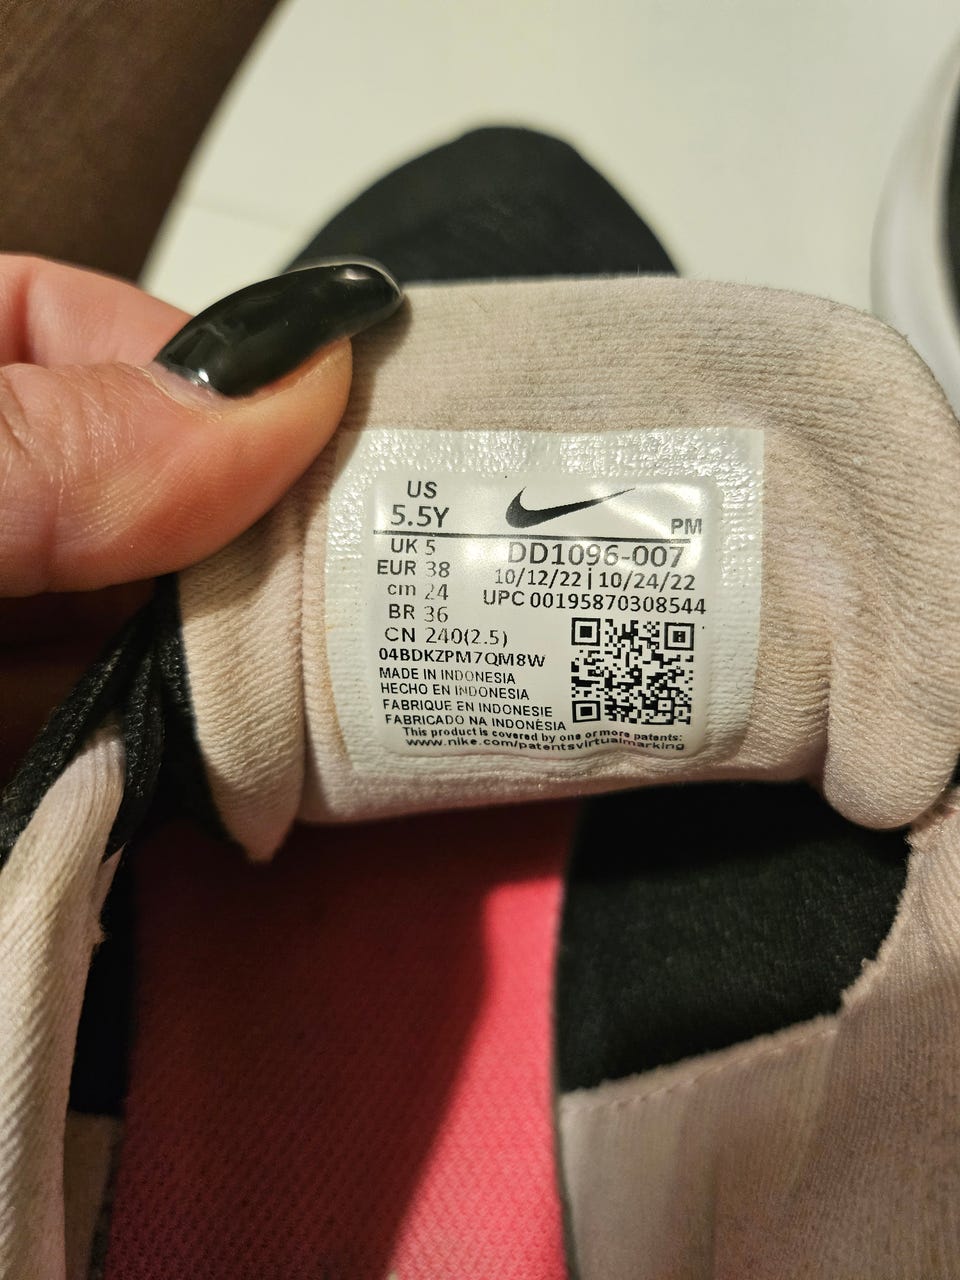 US
5.5Y
PM
UK 5
EUR 38
cm 24
BR 36
CN 240(2.5)
DD1096-007
10/12/22 | 10/24/22
UPC 00195870308544
04BDKZPM7QM8W
MADE IN INDONESIA
HECHO EN INDONESIA
FABRIQUE EN INDONESIE
FABRICADO NA INDONÉSIA
This product is covered by one or more patents:
www.nike.com/patentsvirtualmarking